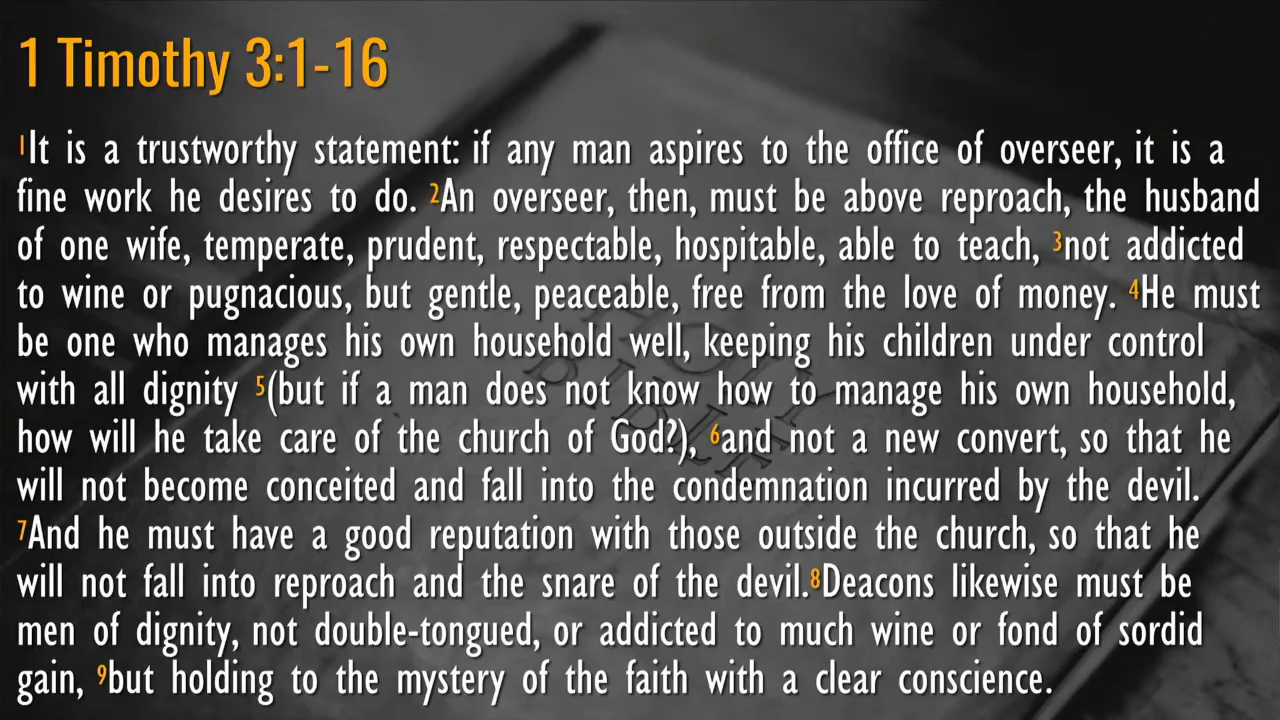 1 Timothy 3:1-16
1It is a trustworthy statement: if any man aspires to the office of overseer, it is a
fine work he desires to do. 2An overseer, then, must be above reproach, the husband
of one wife, temperate, prudent, respectable, hospitable, able to teach, 3not addicted
to wine or pugnacious, but gentle, peaceable, free from the love of money. 4He must
be one who manages his own household well, keeping his children under control
with all dignity 5(but if a man does not know how to manage his own household,
how will he take care of the church of God?), 6and not a new convert, so that he
will not become conceited and fall into the condemnation incurred by the devil.
7And he must have a good reputation with those outside the church, so that he
will not fall into reproach and the snare of the devil.8Deacons likewise must be
men of dignity, not double-tongued, or addicted to much wine or fond of sordid
gain, 9but holding to the mystery of the faith with a clear conscience.
HOLY
BIBLE